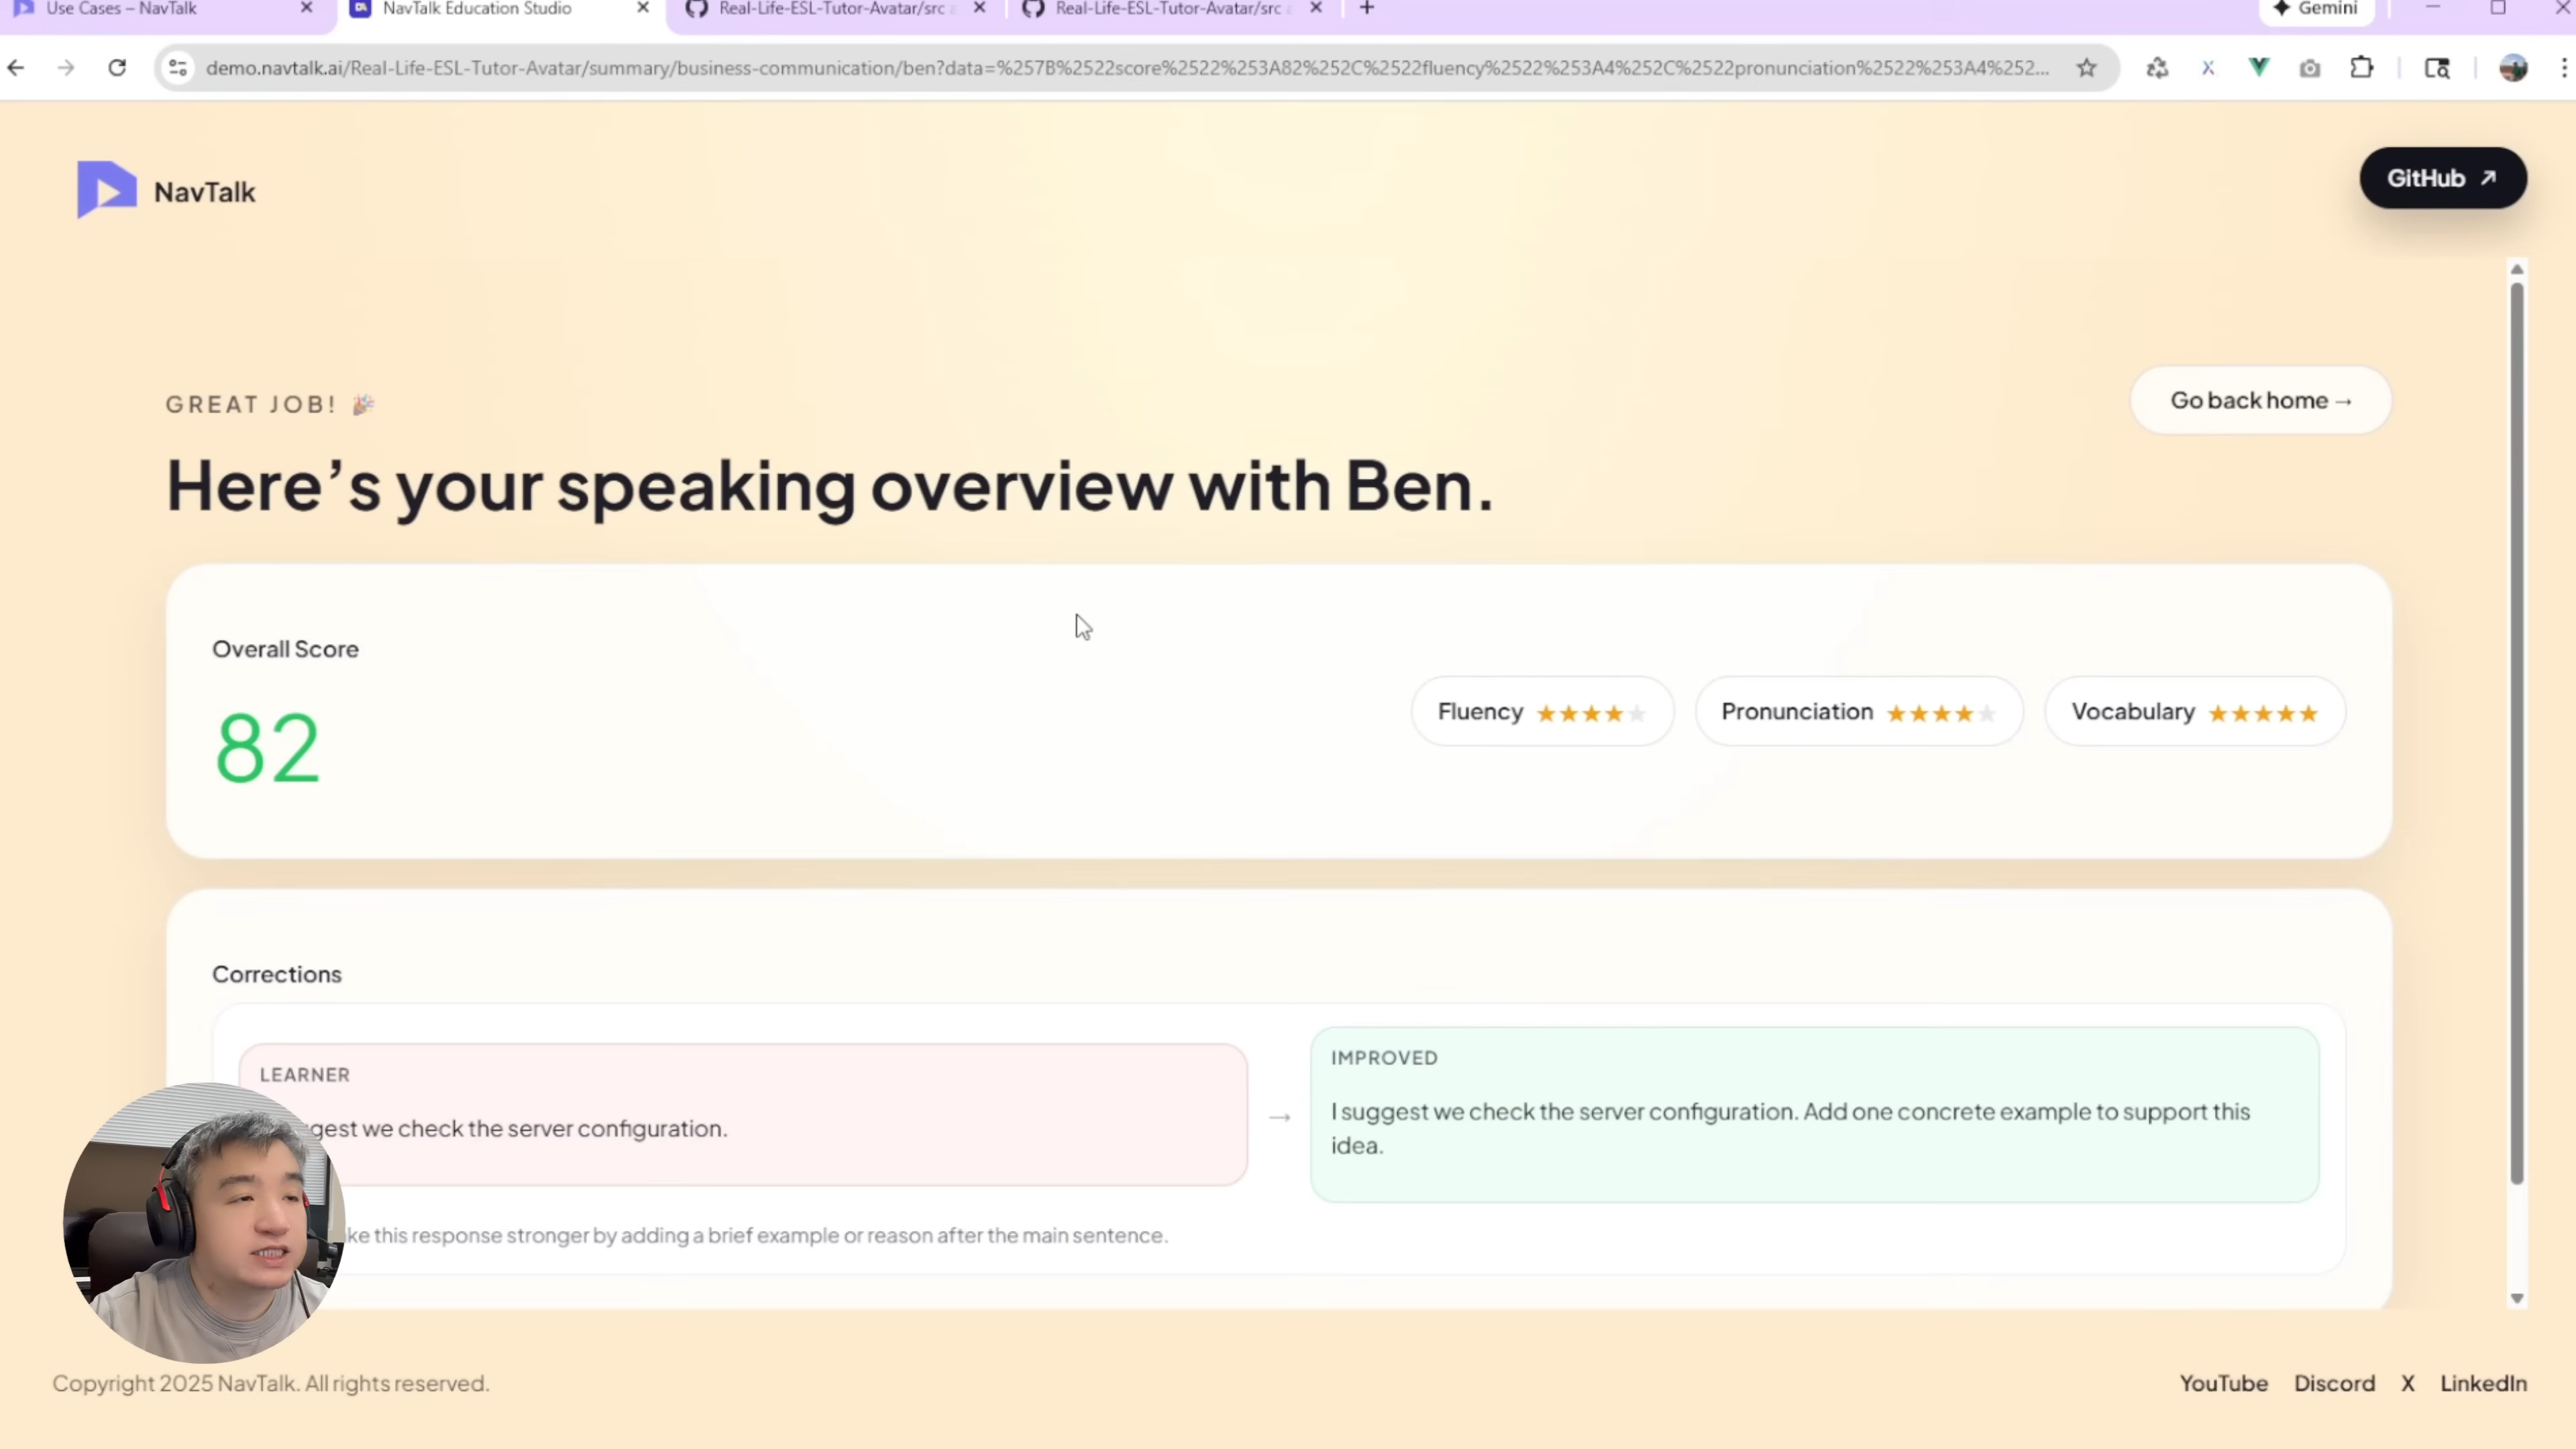 Use Cases – NavTalk
NavTalk Education Studio
Real-Life-ESL-Tutor-Avatar/src
Real-Life-ESL-Tutor-Avatar/src
Gemini
demo.navtalk.ai/Real-Life-ESL-Tutor-Avatar/summary/business-communication/ben?data=%257B%2522score%2522%253A82%252C%2522fluency%2522%253A4%252C%2522pronunciation%2522%253A4%252...
NavTalk
GitHub ↗
GREAT JOB! 🎉
Go back home →
Here’s your speaking overview with Ben.
Overall Score
82
Fluency ★★★★★
Pronunciation ★★★★★
Vocabulary ★★★★★
Corrections
LEARNER
gest we check the server configuration.
→
IMPROVED
I suggest we check the server configuration. Add one concrete example to support this
idea.
ke this response stronger by adding a brief example or reason after the main sentence.
Copyright 2025 NavTalk. All rights reserved.
YouTube Discord X LinkedIn